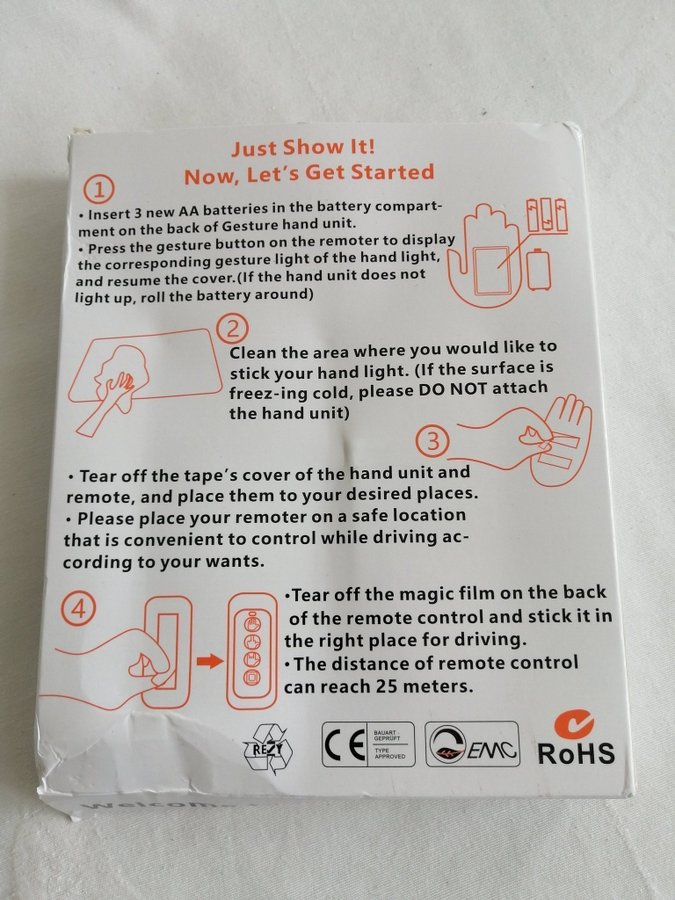 Just Show It!
Now, Let's Get Started
1
• Insert 3 new AA batteries in the battery compart-
ment on the back of Gesture hand unit.
• Press the gesture button on the remoter to display
the corresponding gesture light of the hand light,
and resume the cover.(If the hand unit does not
light up, roll the battery around)
2
Clean the area where you would like to
stick your hand light. (If the surface is
freez-ing cold, please DO NOT attach
the hand unit)
3
• Tear off the tape's cover of the hand unit and
remote, and place them to your desired places.
• Please place your remoter on a safe location
that is convenient to control while driving ac-
cording to your wants.
4
•Tear off the magic film on the back
of the remote control and stick it in
the right place for driving.
•The distance of remote control
can reach 25 meters.
REZY
CE
BAUART
GEPRÜFT
TYPE
APPROVED
EMC
RoHS
Welcome